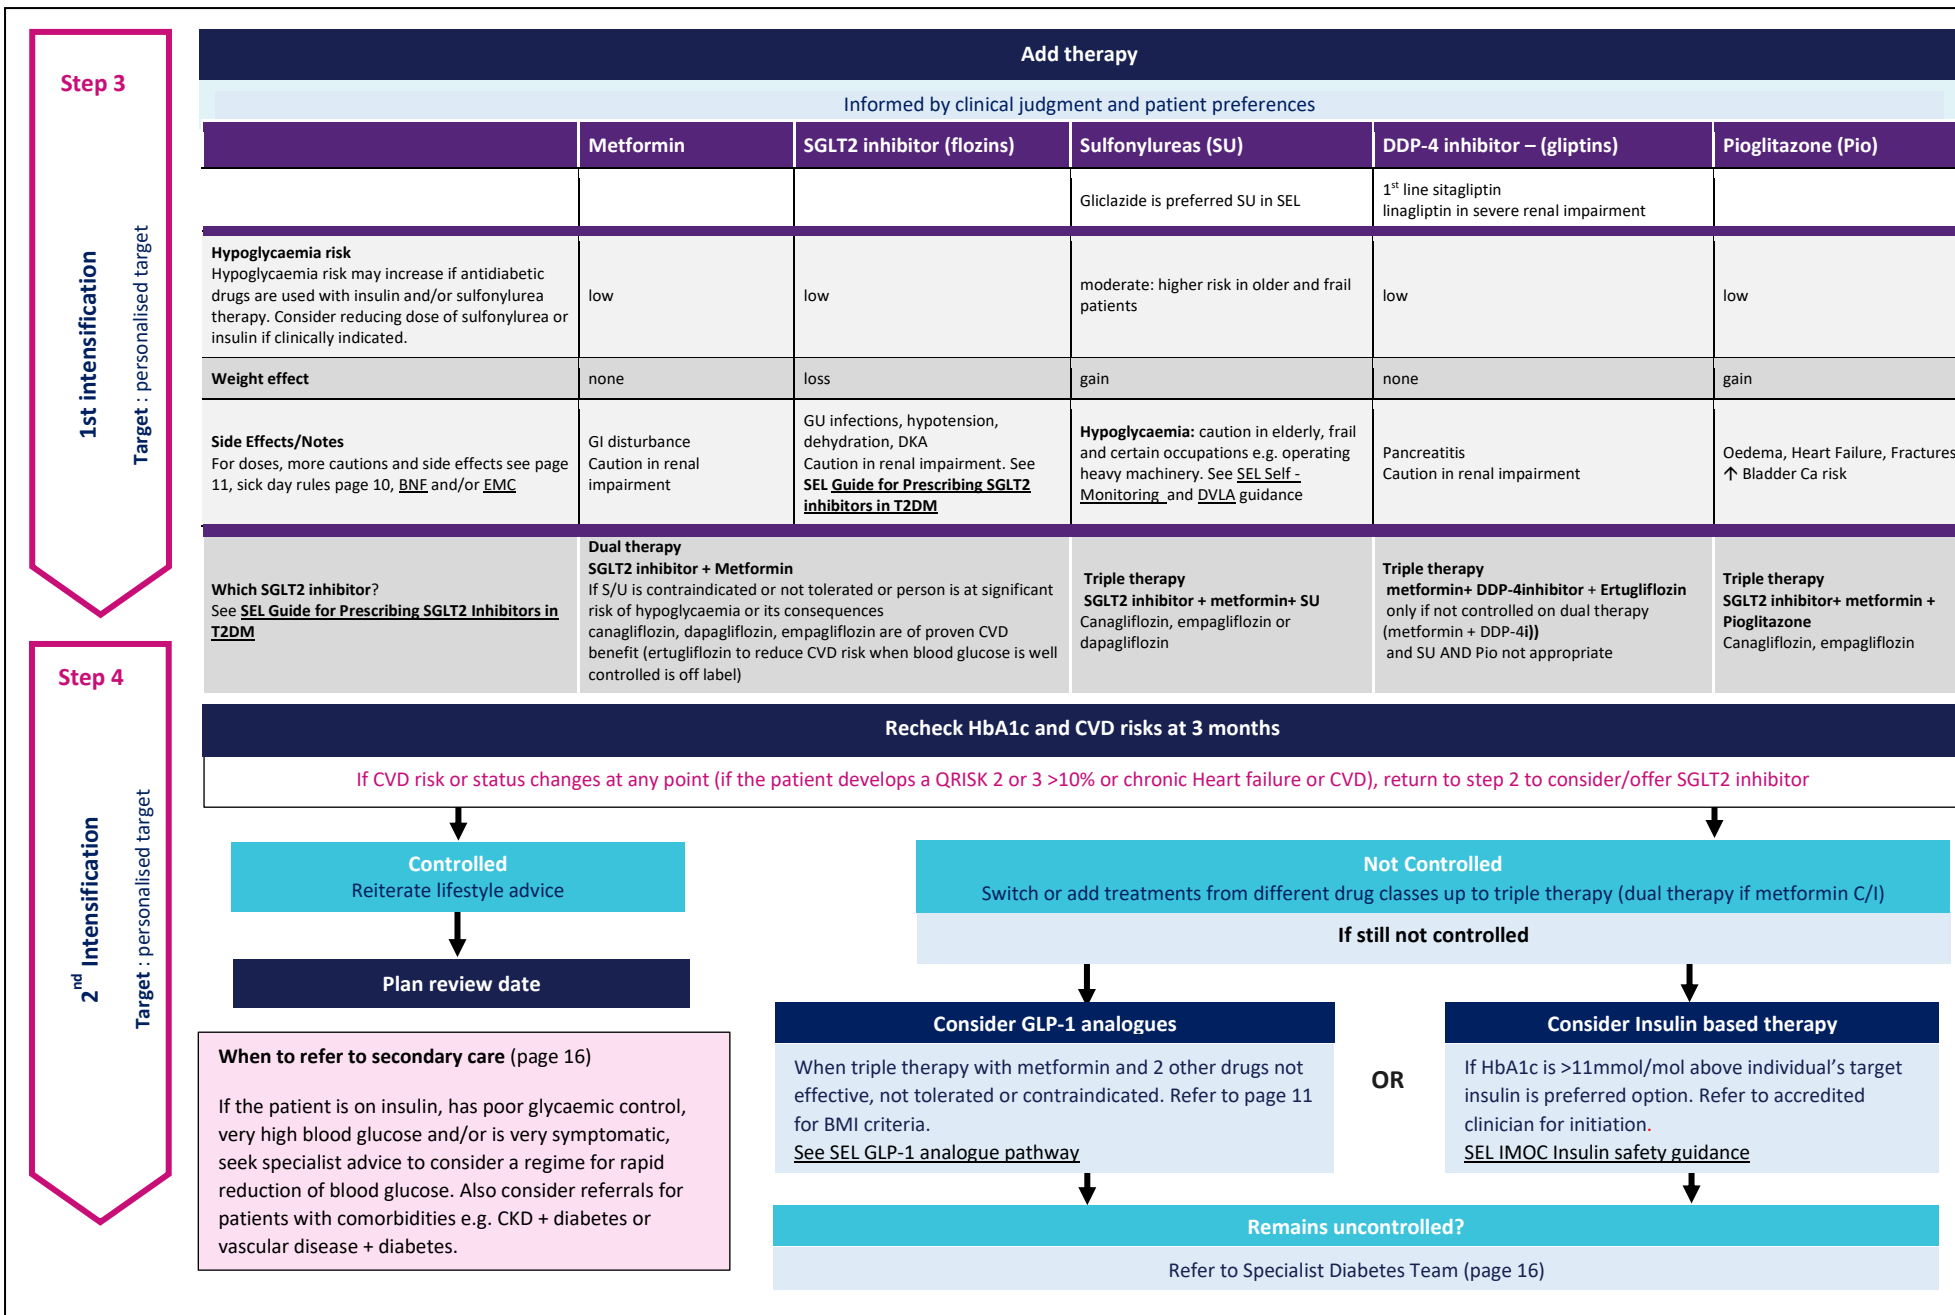 Step 3
1st intensification
Target : personalised target
Add therapy
Informed by clinical judgment and patient preferences
Metformin
SGLT2 inhibitor (flozins)
Sulfonylureas (SU)
DDP-4 inhibitor – (gliptins)
Pioglitazone (Pio)
Gliclazide is preferred SU in SEL
1st line sitagliptin
linagliptin in severe renal impairment
Hypoglycaemia risk
Hypoglycaemia risk may increase if antidiabetic
drugs are used with insulin and/or sulfonylurea
therapy. Consider reducing dose of sulfonylurea or
insulin if clinically indicated.
low
low
moderate: higher risk in older and frail
patients
low
low
Weight effect
none
loss
gain
none
gain
Side Effects/Notes
For doses, more cautions and side effects see page
11, sick day rules page 10, BNF and/or EMC
GI disturbance
Caution in renal
impairment
GU infections, hypotension,
dehydration, DKA
Caution in renal impairment. See
SEL Guide for Prescribing SGLT2
inhibitors in T2DM
Hypoglycaemia: caution in elderly, frail
and certain occupations e.g. operating
heavy machinery. See SEL Self -
Monitoring and DVLA guidance
Pancreatitis
Caution in renal impairment
Oedema, Heart Failure, Fractures
↑ Bladder Ca risk
Which SGLT2 inhibitor?
See SEL Guide for Prescribing SGLT2 Inhibitors in
T2DM
Dual therapy
SGLT2 inhibitor + Metformin
If S/U is contraindicated or not tolerated or person is at significant
risk of hypoglycaemia or its consequences
canagliflozin, dapagliflozin, empagliflozin are of proven CVD
benefit (ertugliflozin to reduce CVD risk when blood glucose is well
controlled is off label)
Triple therapy
SGLT2 inhibitor + metformin+ SU
Canagliflozin, empagliflozin or
dapagliflozin
Triple therapy
metformin+ DDP-4inhibitor + Ertugliflozin
only if not controlled on dual therapy
(metformin + DDP-4i))
and SU AND Pio not appropriate
Triple therapy
SGLT2 inhibitor+ metformin +
Pioglitazone
Canagliflozin, empagliflozin
Step 4
2nd Intensification
Target : personalised target
Recheck HbA1c and CVD risks at 3 months
If CVD risk or status changes at any point (if the patient develops a QRISK 2 or 3 >10% or chronic Heart failure or CVD), return to step 2 to consider/offer SGLT2 inhibitor
Controlled
Reiterate lifestyle advice
Plan review date
Not Controlled
Switch or add treatments from different drug classes up to triple therapy (dual therapy if metformin C/I)
If still not controlled
Consider GLP-1 analogues
When triple therapy with metformin and 2 other drugs not
effective, not tolerated or contraindicated. Refer to page 11
for BMI criteria.
See SEL GLP-1 analogue pathway
OR
Consider Insulin based therapy
If HbA1c is >11mmol/mol above individual's target
insulin is preferred option. Refer to accredited
clinician for initiation.
SEL IMOC Insulin safety guidance
When to refer to secondary care (page 16)
If the patient is on insulin, has poor glycaemic control,
very high blood glucose and/or is very symptomatic,
seek specialist advice to consider a regime for rapid
reduction of blood glucose. Also consider referrals for
patients with comorbidities e.g. CKD + diabetes or
vascular disease + diabetes.
Remains uncontrolled?
Refer to Specialist Diabetes Team (page 16)